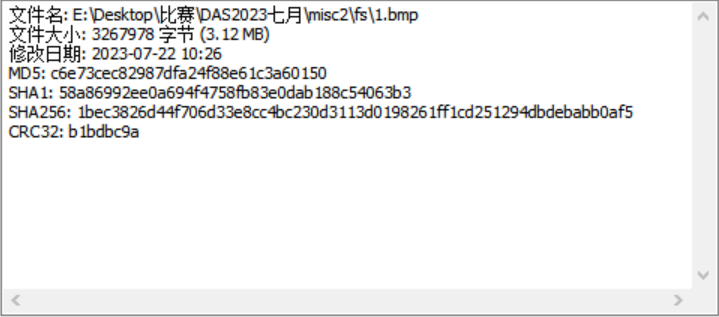 文件名: E:\Desktop\比赛\DAS2023七月\misc2\fs\1.bmp
文件大小: 3267978 字节 (3.12 MB)
修改日期: 2023-07-22 10:26
MD5: c6e73cec82987dfa24f88e61c3a60150
SHA1: 58a86992ee0a694f4758fb83e0dab188c54063b3
SHA256: 1bec3826d44f706d33e8cc4bc230d3113d0198261ff1cd251294dbdebabb0af5
CRC32: b1bdbc9a